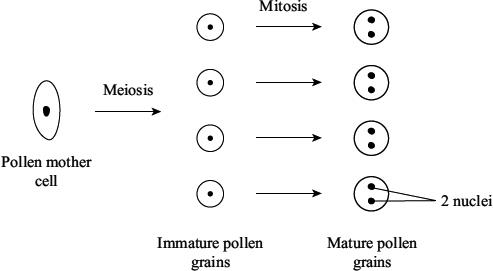 Mitosis
Meiosis
Pollen mother
cell
2 nuclei
Immature pollen
grains
Mature pollen
grains